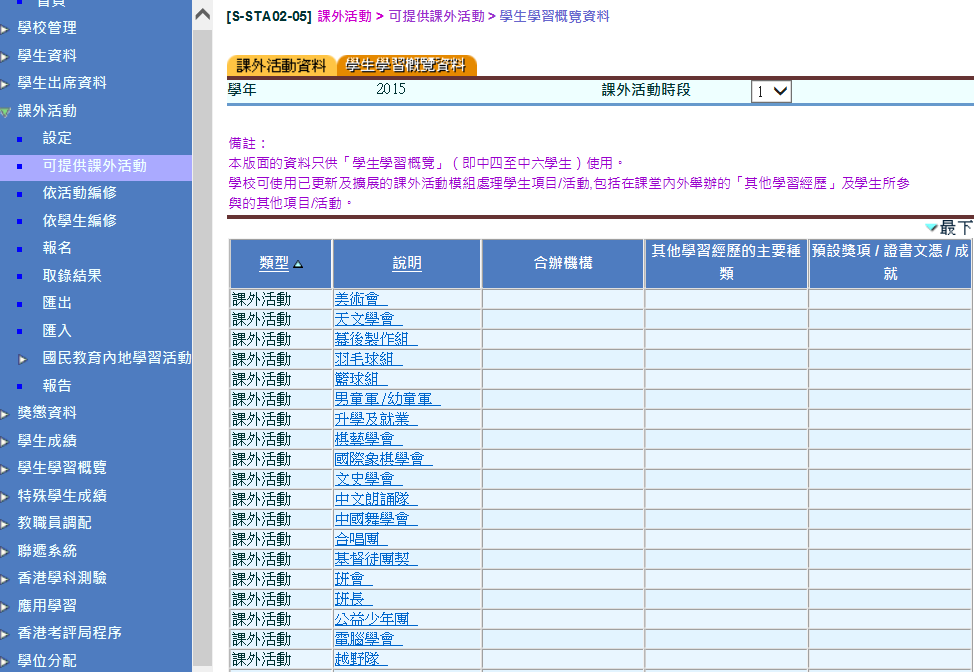 首頁
學校管理
學生資料
學生出席資料
課外活動
設定
可提供課外活動
依活動編修
依學生編修
報名
取錄結果
匯出
匯入
國民教育內地學習活動
報告
獎懲資料
學生成績
學生學習概覽
特殊學生成績
教職員調配
聯遞系統
香港學科測驗
應用學習
香港考評局程序
學位分配
[S-STA02-05] 課外活動 > 可提供課外活動 > 學生學習概覽資料
課外活動資料 學生學習概覽資料
學年 2015 課外活動時段 1
備註：
本版面的資料只供「學生學習概覽」（即中四至中六學生）使用。
學校可使用已更新及擴展的課外活動模組處理學生項目/活動,包括在課堂內外舉辦的「其他學習經歷」及學生所參
與的其他項目/活動。
最下
類型 說明 合辦機構 其他學習經歷的主要種類 預設獎項 / 證書文憑 / 成就
課外活動 美術會
課外活動 天文學會
課外活動 幕後製作組
課外活動 羽毛球組
課外活動 籃球組
課外活動 男童軍/幼童軍
課外活動 升學及就業
課外活動 棋藝學會
課外活動 國際象棋學會
課外活動 文史學會
課外活動 中文朗誦隊
課外活動 中國舞學會
課外活動 合唱團
課外活動 基督徒團契
課外活動 班會
課外活動 班長
課外活動 公益少年團
課外活動 電腦學會
課外活動 越野隊